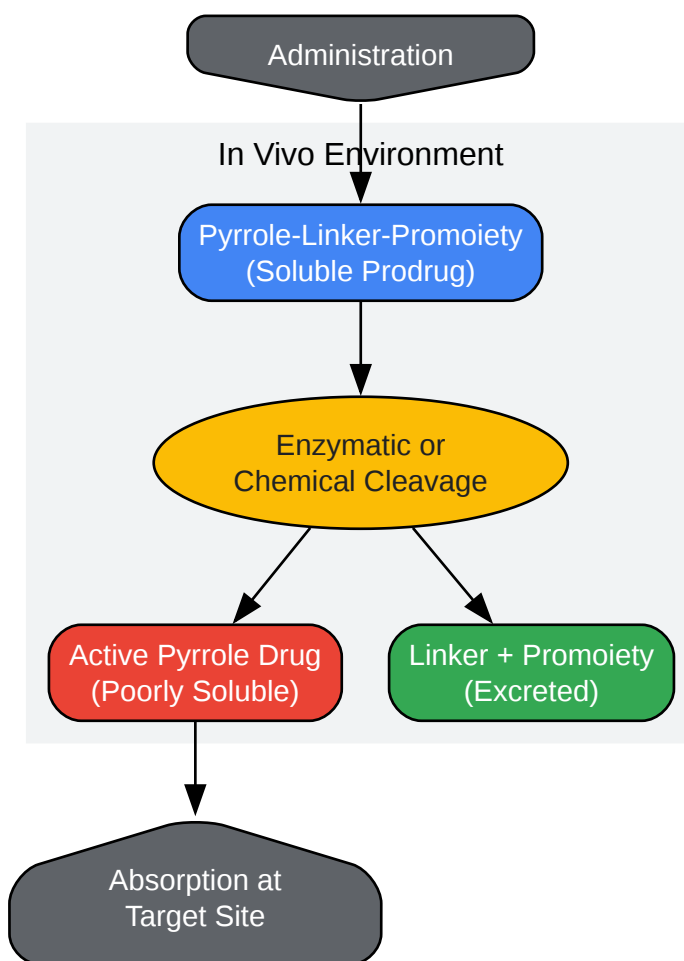 Administration
In Vivo Environment
Pyrrole-Linker-Promoiety
(Soluble Prodrug)
Enzymatic or
Chemical Cleavage
Active Pyrrole Drug
(Poorly Soluble)
Linker + Promoiety
(Excreted)
Absorption at
Target Site